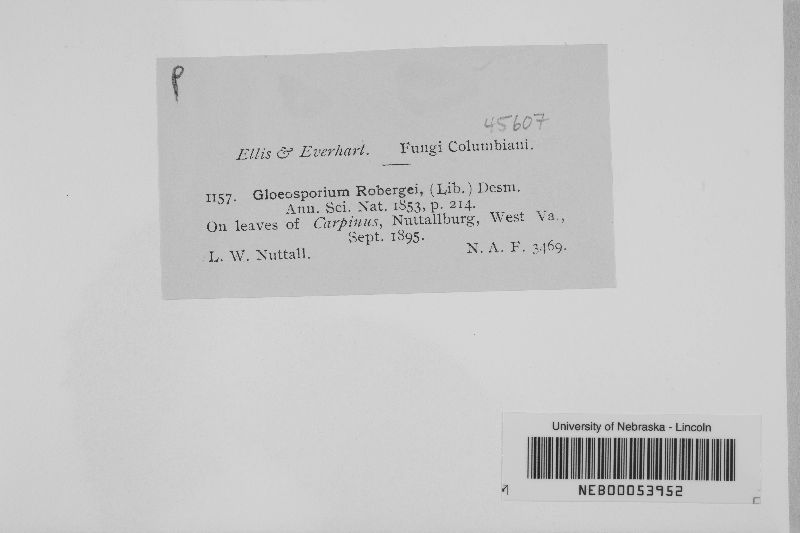 P
45607
Ellis & Everhart. Fungi Columbiani.
1157. Gloeosporium Robergei, (Lib.) Desm.
Ann. Sci. Nat. 1853, p. 214.
On leaves of Carpinus, Nuttallburg, West Va.,
Sept. 1895.
L. W. Nuttall. N. A. F. 3469.
University of Nebraska - Lincoln
NEB00053952